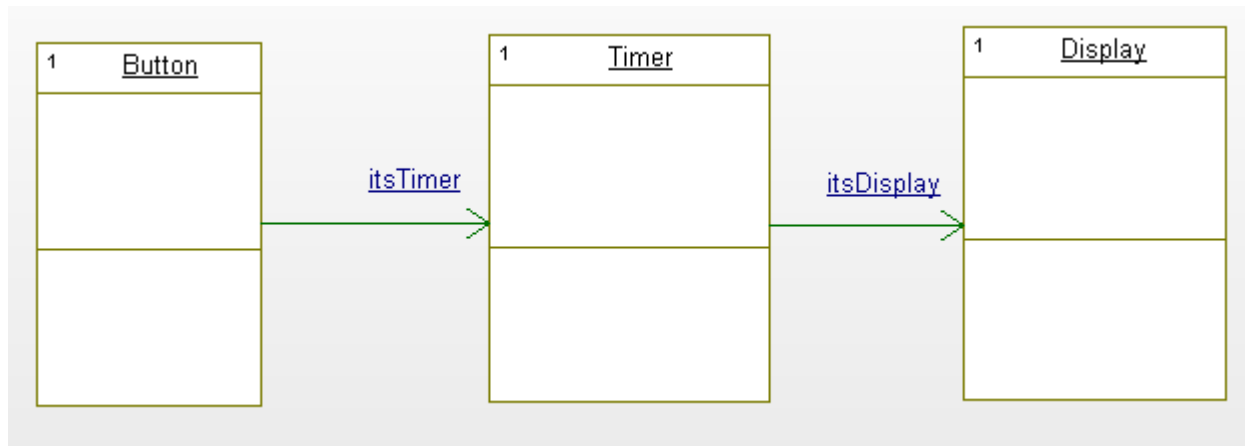 1 Button
1 Timer
1 Display
itsTimer
itsDisplay